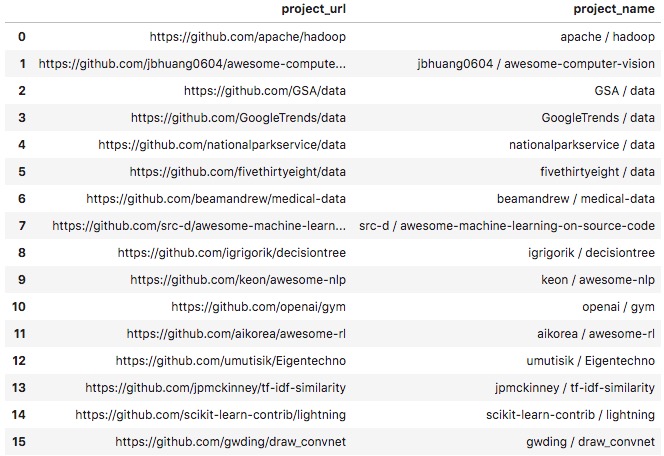 project_url project_name
0 https://github.com/apache/hadoop apache / hadoop
1 https://github.com/jbhuang0604/awesome-compute... jbhuang0604 / awesome-computer-vision
2 https://github.com/GSA/data GSA / data
3 https://github.com/GoogleTrends/data GoogleTrends / data
4 https://github.com/nationalparkservice/data nationalparkservice / data
5 https://github.com/fivethirtyeight/data fivethirtyeight / data
6 https://github.com/beamandrew/medical-data beamandrew / medical-data
7 https://github.com/src-d/awesome-machine-learn... src-d / awesome-machine-learning-on-source-code
8 https://github.com/igrigorik/decisiontree igrigorik / decisiontree
9 https://github.com/keon/awesome-nlp keon / awesome-nlp
10 https://github.com/openai/gym openai / gym
11 https://github.com/aikorea/awesome-rl aikorea / awesome-rl
12 https://github.com/umutisik/Eigentechno umutisik / Eigentechno
13 https://github.com/jpmckinney/tf-idf-similarity jpmckinney / tf-idf-similarity
14 https://github.com/scikit-learn-contrib/lightning scikit-learn-contrib / lightning
15 https://github.com/gwding/draw_convnet gwding / draw_convnet